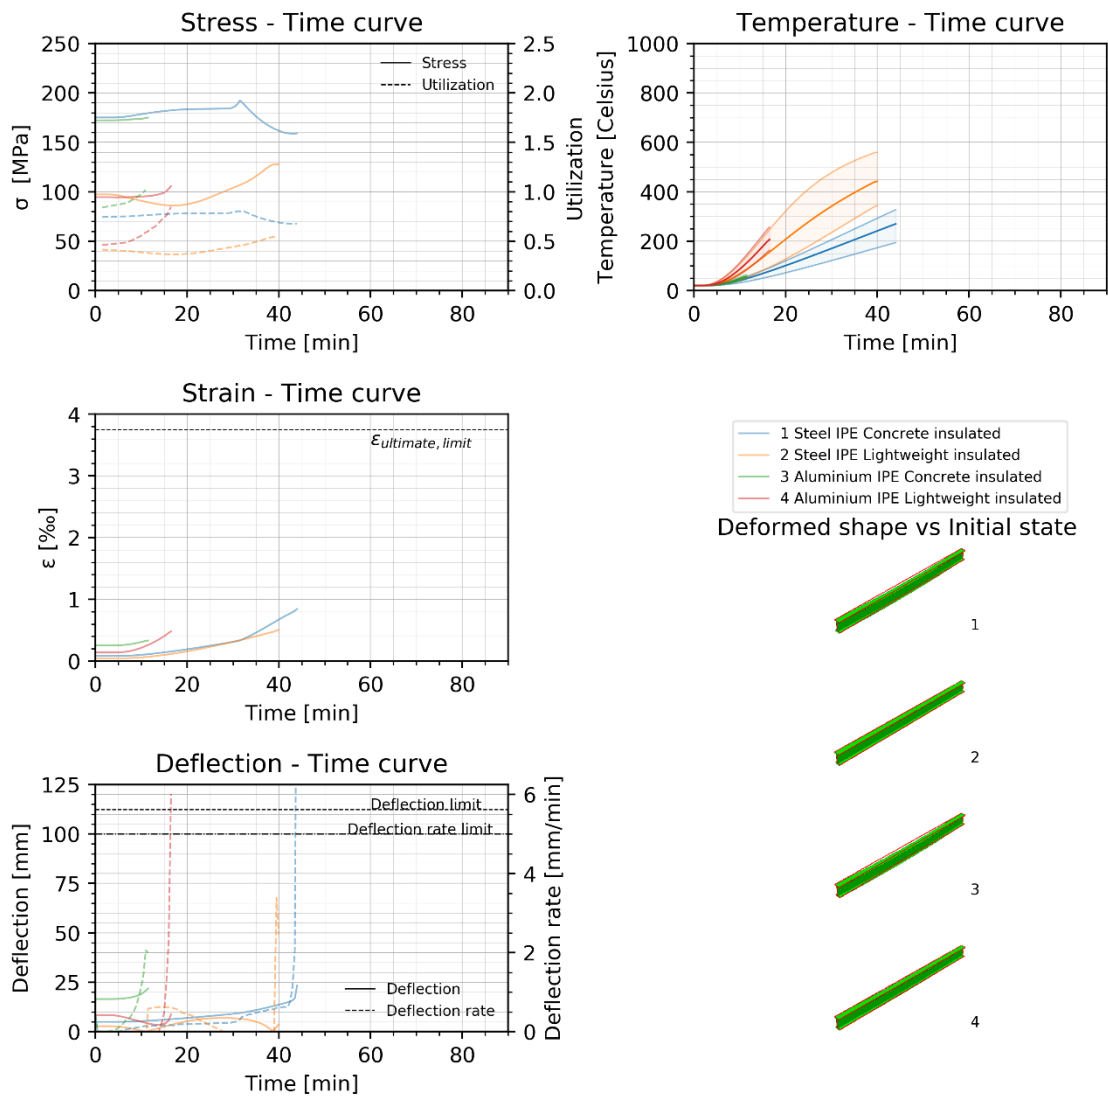 Stress - Time curve
250
200
150
100
50
0
σ [MPa]
2.5
2.0
1.5
1.0
0.5
0.0
Utilization
Stress
Utilization
0 20 40 60 80
Time [min]
Temperature - Time curve
1000
800
600
400
200
0
Temperature [Celsius]
0 20 40 60 80
Time [min]
Strain - Time curve
4
3
2
1
0
ε [‰]
ε_{ultimate, limit}
0 20 40 60 80
Time [min]
1 Steel IPE Concrete insulated
2 Steel IPE Lightweight insulated
3 Aluminium IPE Concrete insulated
4 Aluminium IPE Lightweight insulated
Deformed shape vs Initial state
1
2
3
4
Deflection - Time curve
125
100
75
50
25
0
Deflection [mm]
6
4
2
0
Deflection rate [mm/min]
Deflection limit
Deflection rate limit
Deflection
Deflection rate
0 20 40 60 80
Time [min]